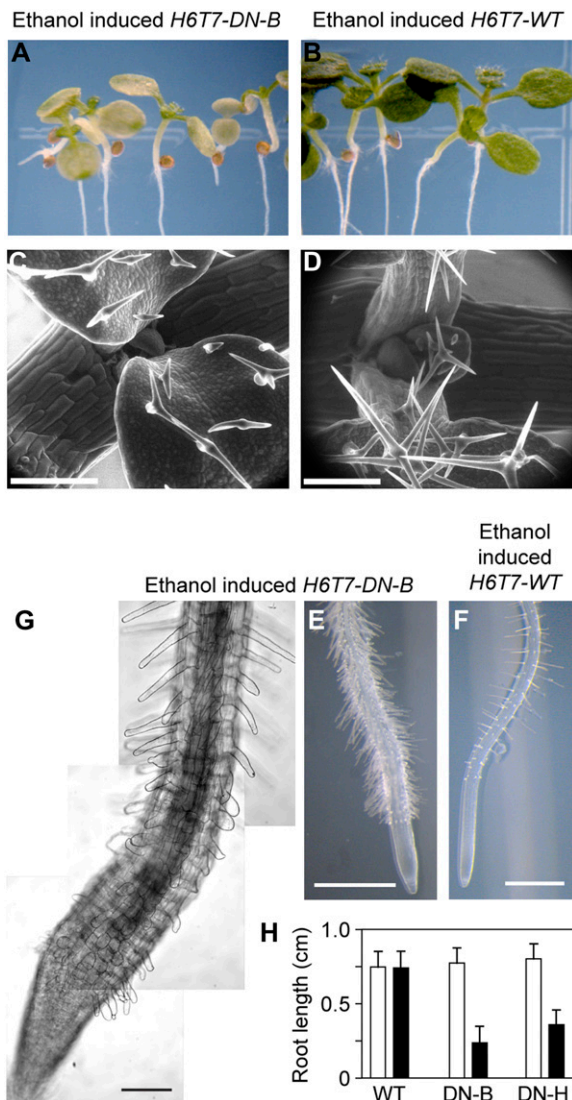 Ethanol induced H6T7-DN-B
Ethanol induced H6T7-WT
A
B
C
D
Ethanol
induced
H6T7-WT
Ethanol induced H6T7-DN-B
G
E
F
H
Root length (cm)
1.0
0.5
0
WT
DN-B
DN-H